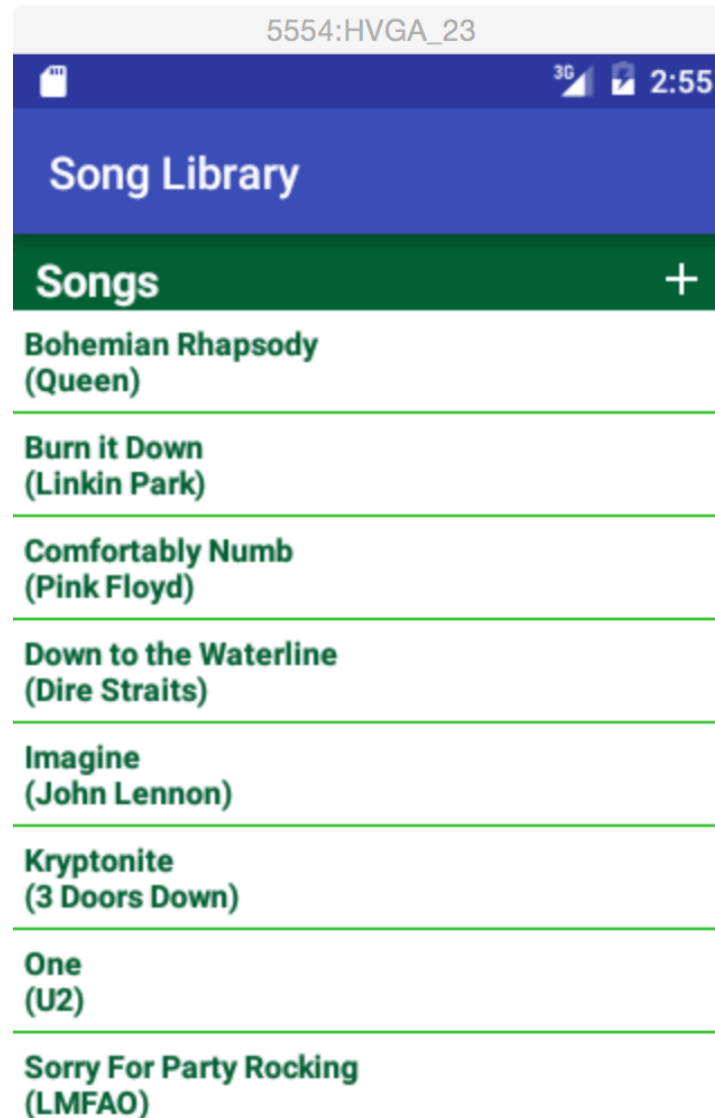 5554:HVGA_23
3G 2:55
Song Library
Songs +
Bohemian Rhapsody
(Queen)
Burn it Down
(Linkin Park)
Comfortably Numb
(Pink Floyd)
Down to the Waterline
(Dire Straits)
Imagine
(John Lennon)
Kryptonite
(3 Doors Down)
One
(U2)
Sorry For Party Rocking
(LMFAO)